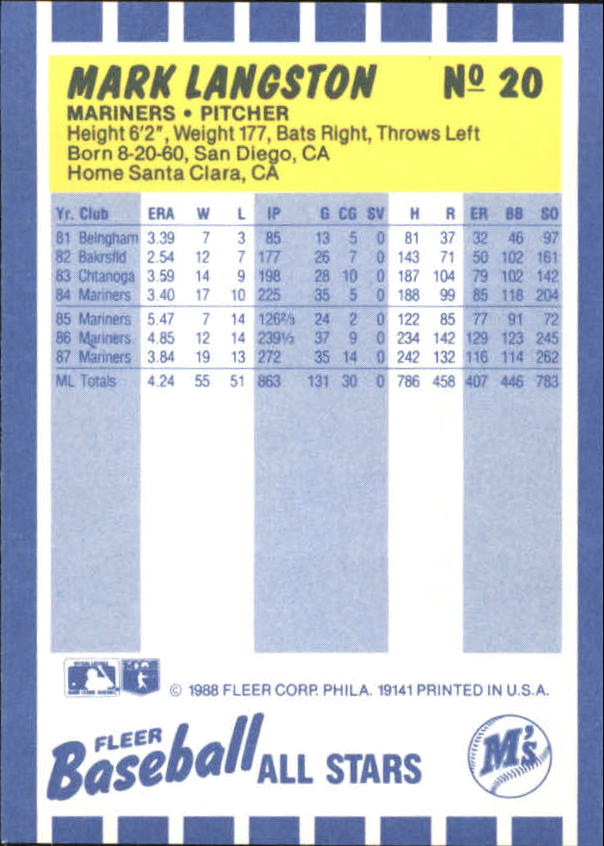 MARK LANGSTON Nº 20
MARINERS • PITCHER
Height 6'2", Weight 177, Bats Right, Throws Left
Born 8-20-60, San Diego, CA
Home Santa Clara, CA
Yr. Club ERA W L IP G CG SV H R ER BB SO
81 Belngham 3.39 7 3 85 13 5 0 81 37 32 46 97
82 Bakrsfld 2.54 12 7 177 26 7 0 143 71 50 102 161
83 Chtanoga 3.59 14 9 198 28 10 0 187 104 79 102 142
84 Mariners 3.40 17 10 225 35 5 0 188 99 85 118 204
85 Mariners 5.47 7 14 126⅔ 24 2 0 122 85 77 91 72
86 Mariners 4.85 12 14 239⅓ 37 9 0 234 142 129 123 245
87 Mariners 3.84 19 13 272 35 14 0 242 132 116 114 262
ML Totals 4.24 55 51 863 131 30 0 786 458 407 446 783
© 1988 FLEER CORP. PHILA. 19141 PRINTED IN U.S.A.
FLEER
Baseball ALL STARS
M's